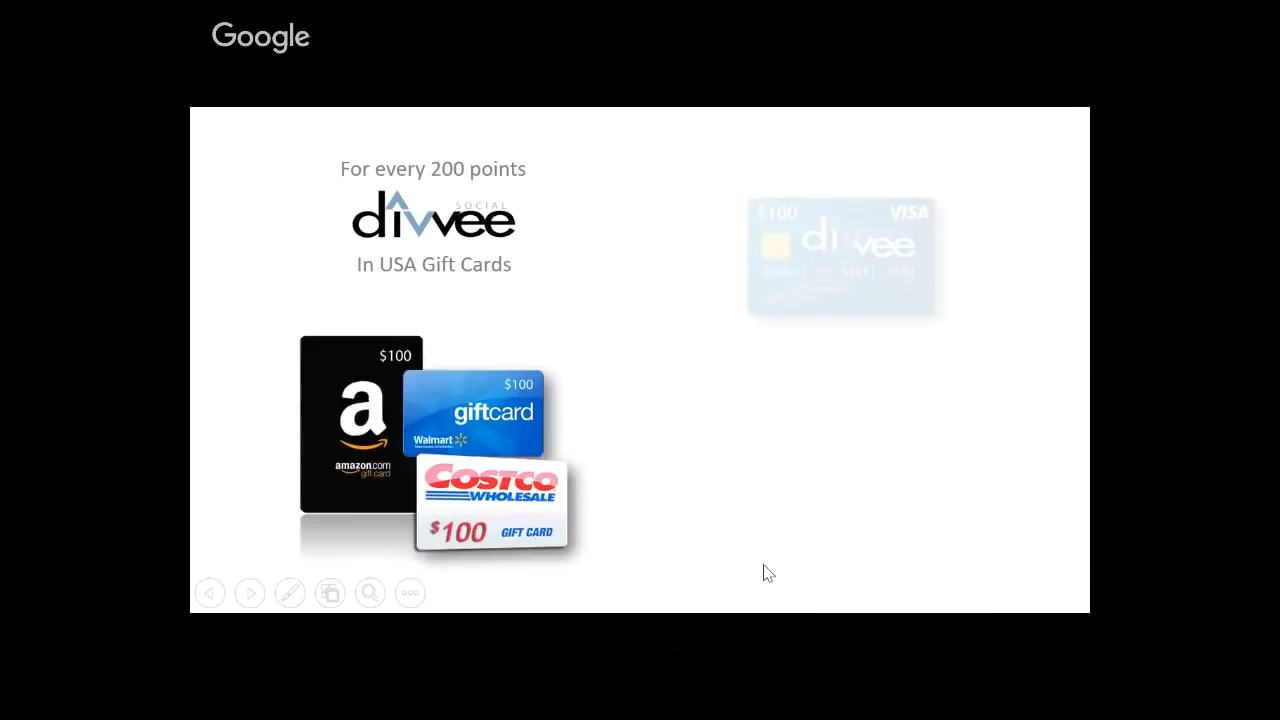 Google
For every 200 points
SOCIAL
divvee
In USA Gift Cards
$100 VISA
divvee
$100
a
amazon.com
gift card
$100
giftcard
Walmart
COSTCO
WHOLESALE
$100 GIFT CARD